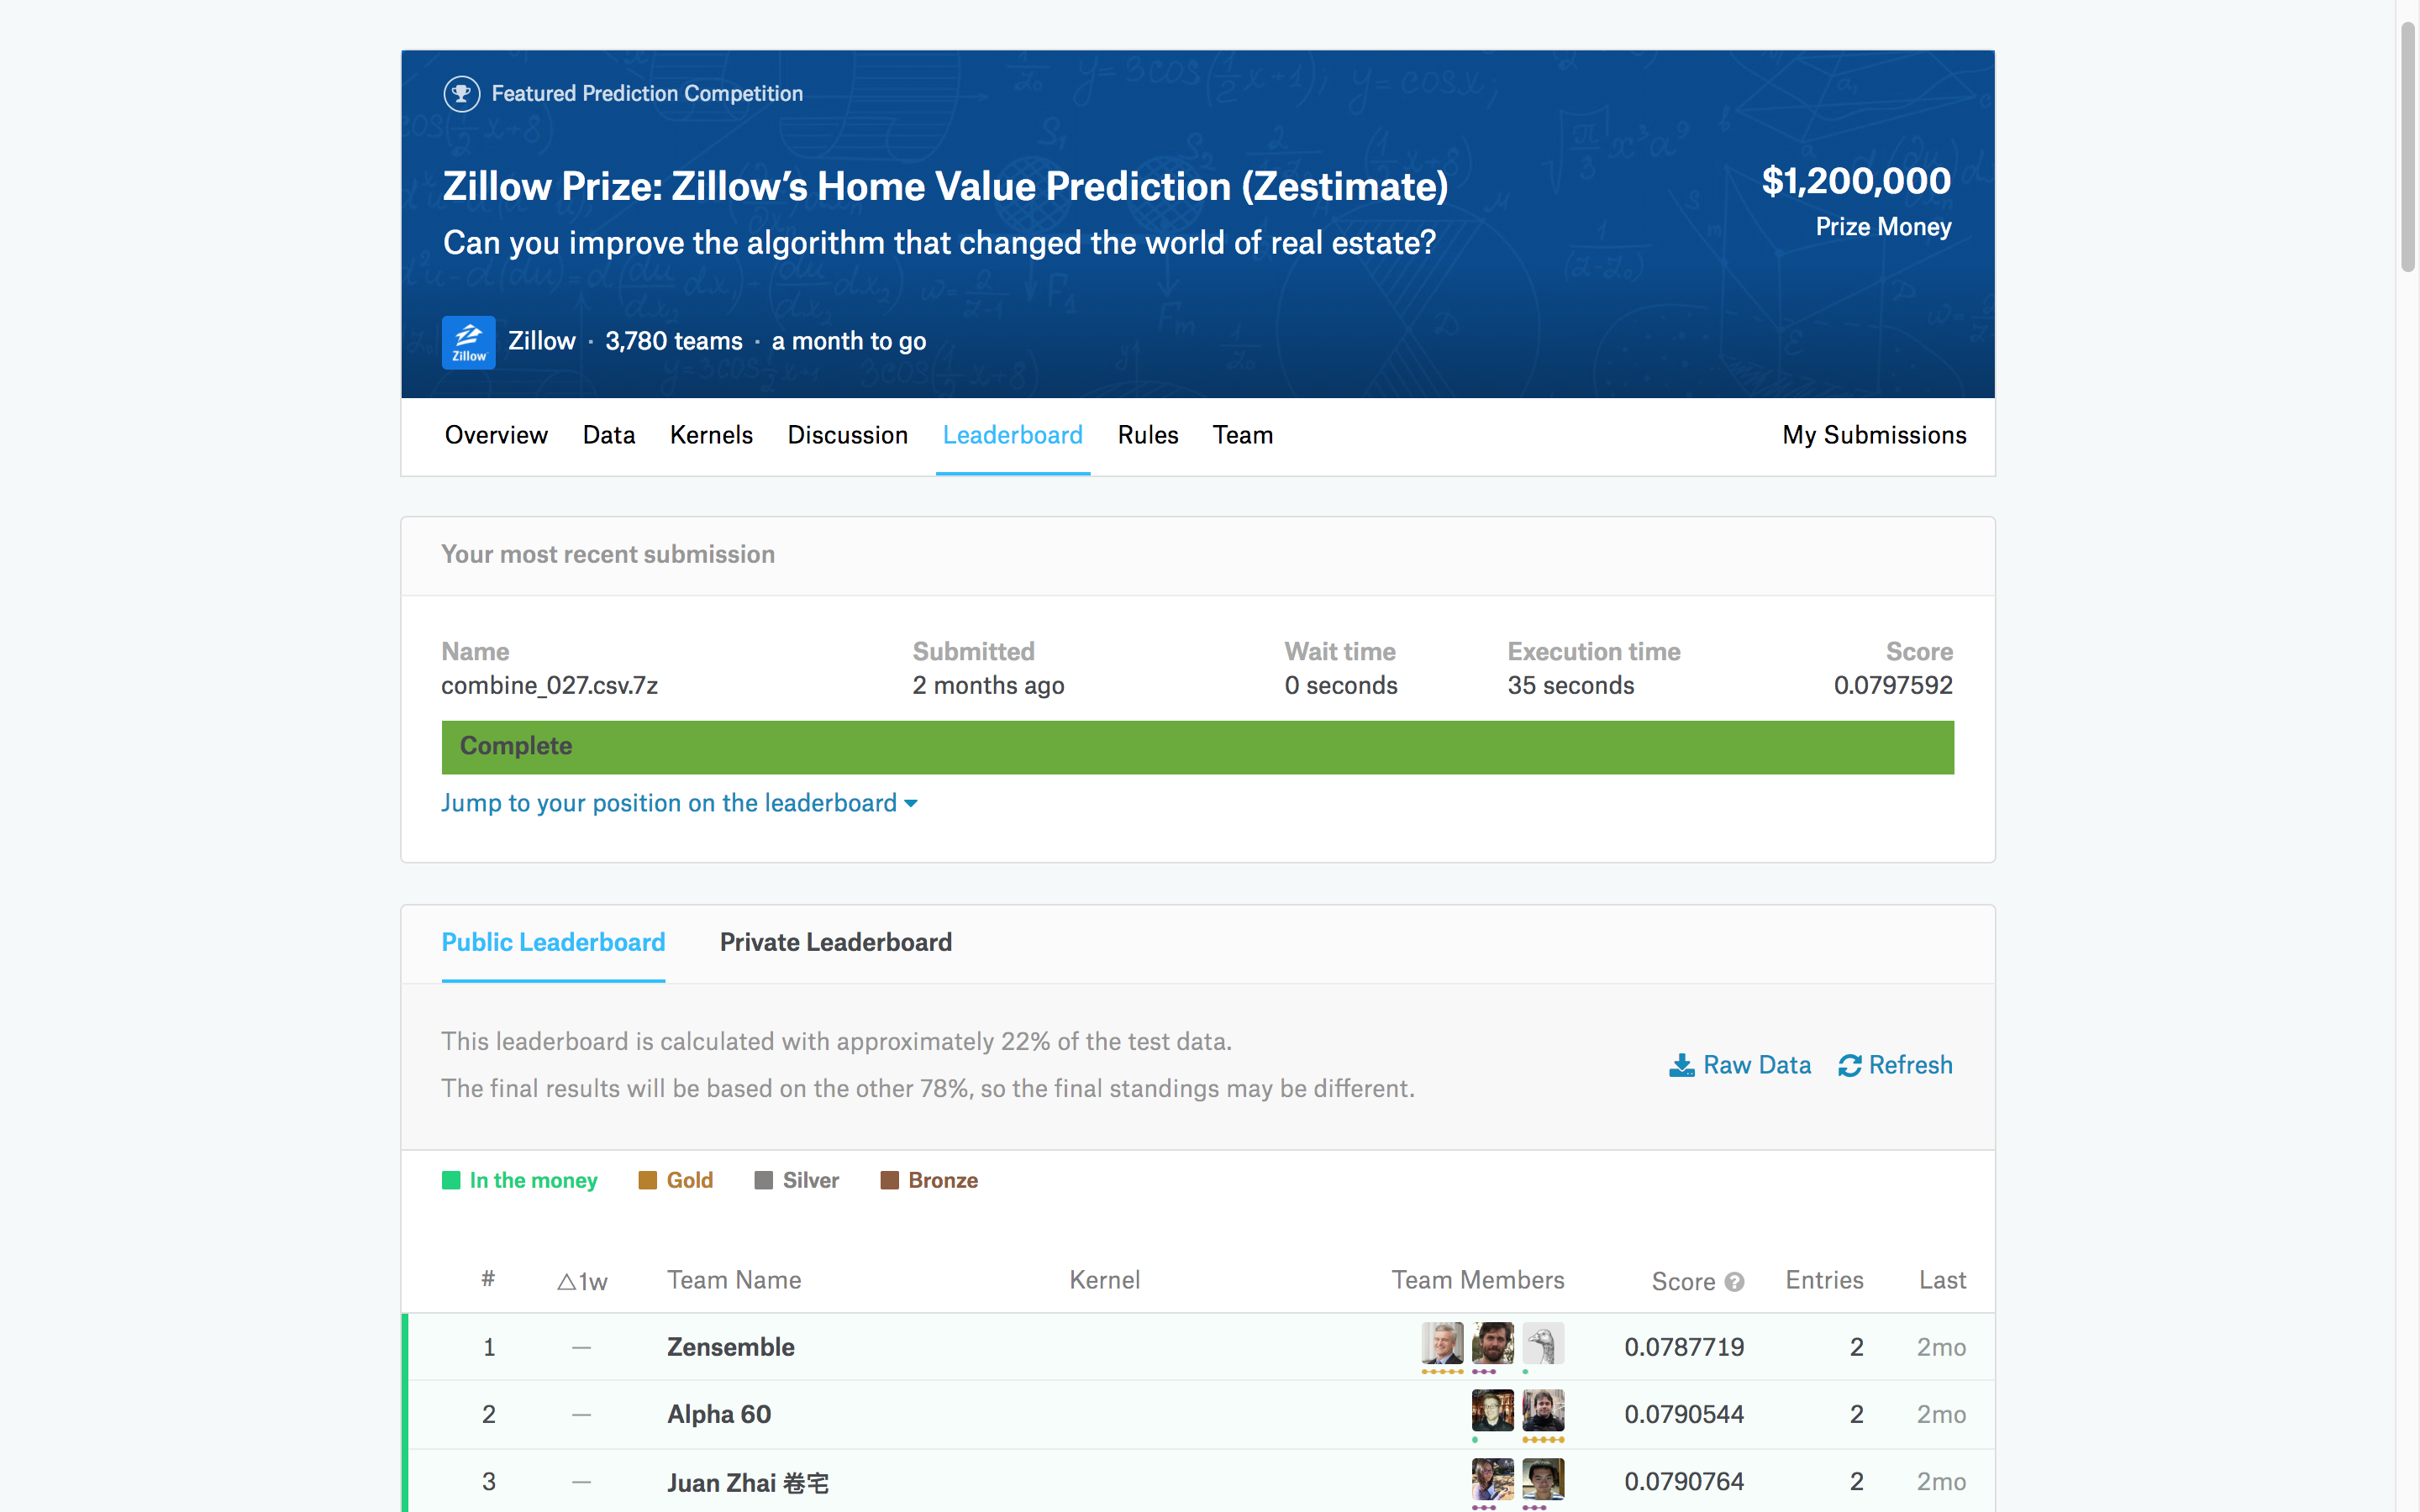 Featured Prediction Competition
Zillow Prize: Zillow’s Home Value Prediction (Zestimate)
$1,200,000
Can you improve the algorithm that changed the world of real estate?
Prize Money
Zillow
Zillow · 3,780 teams · a month to go
Overview Data Kernels Discussion Leaderboard Rules Team My Submissions
Your most recent submission
Name Submitted Wait time Execution time Score
combine_027.csv.7z 2 months ago 0 seconds 35 seconds 0.0797592
Complete
Jump to your position on the leaderboard
Public Leaderboard Private Leaderboard
This leaderboard is calculated with approximately 22% of the test data.
The final results will be based on the other 78%, so the final standings may be different.
Raw Data Refresh
In the money Gold Silver Bronze
# △1w Team Name Kernel Team Members Score ? Entries Last
1 — Zensemble 0.0787719 2 2mo
2 — Alpha 60 0.0790544 2 2mo
3 — Juan Zhai 卷宅 0.0790764 2 2mo